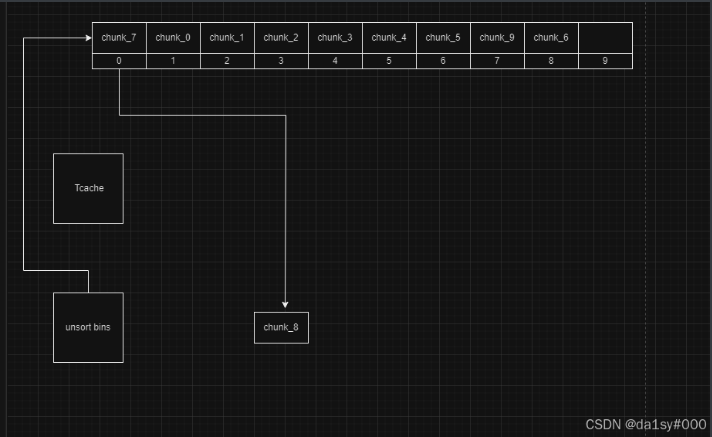 chunk_7 chunk_0 chunk_1 chunk_2 chunk_3 chunk_4 chunk_5 chunk_9 chunk_6
0 1 2 3 4 5 6 7 8 9
Tcache
unsort bins
chunk_8
CSDN @da1sy#000